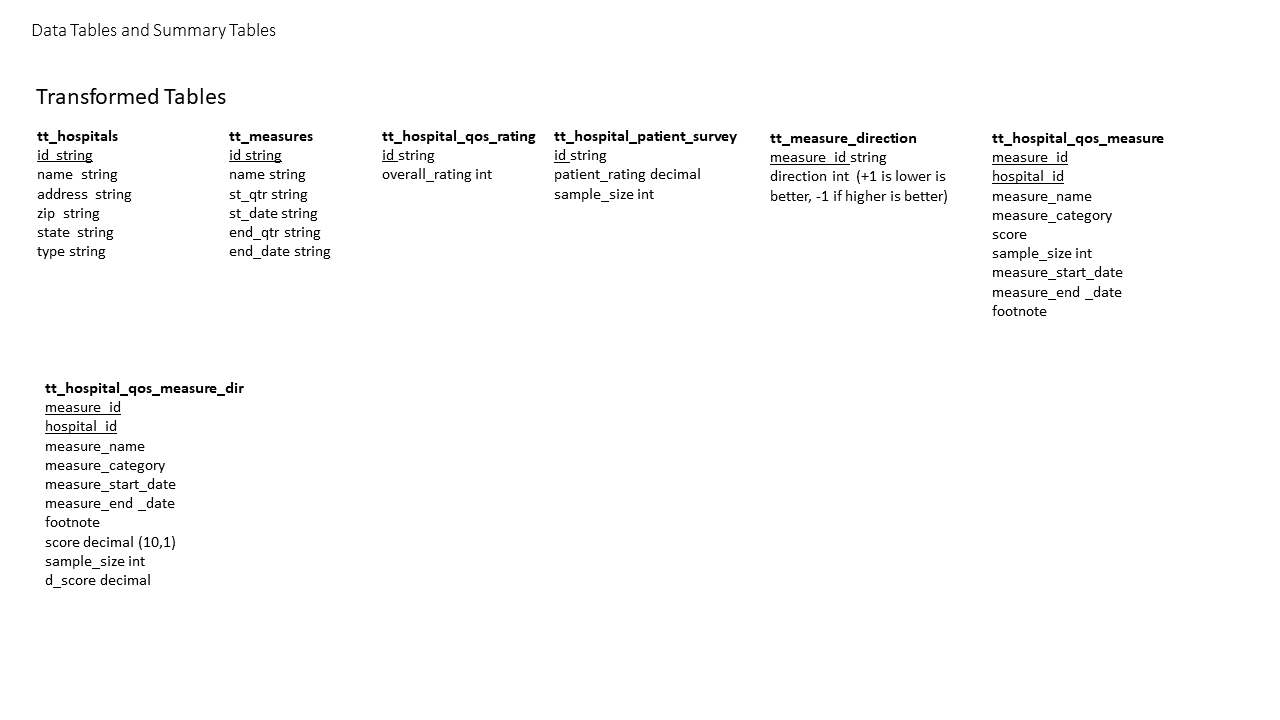 Data Tables and Summary Tables
Transformed Tables
tt_hospitals
id string
name string
address string
zip string
state string
type string
tt_measures
id string
name string
st_qtr string
st_date string
end_qtr string
end_date string
tt_hospital_qos_rating
id string
overall_rating int
tt_hospital_patient_survey
id string
patient_rating decimal
sample_size int
tt_measure_direction
measure_id string
direction int (+1 is lower is
better, -1 if higher is better)
tt_hospital_qos_measure
measure_id
hospital_id
measure_name
measure_category
score
sample_size int
measure_start_date
measure_end _date
footnote
tt_hospital_qos_measure_dir
measure_id
hospital_id
measure_name
measure_category
measure_start_date
measure_end _date
footnote
score decimal (10,1)
sample_size int
d_score decimal